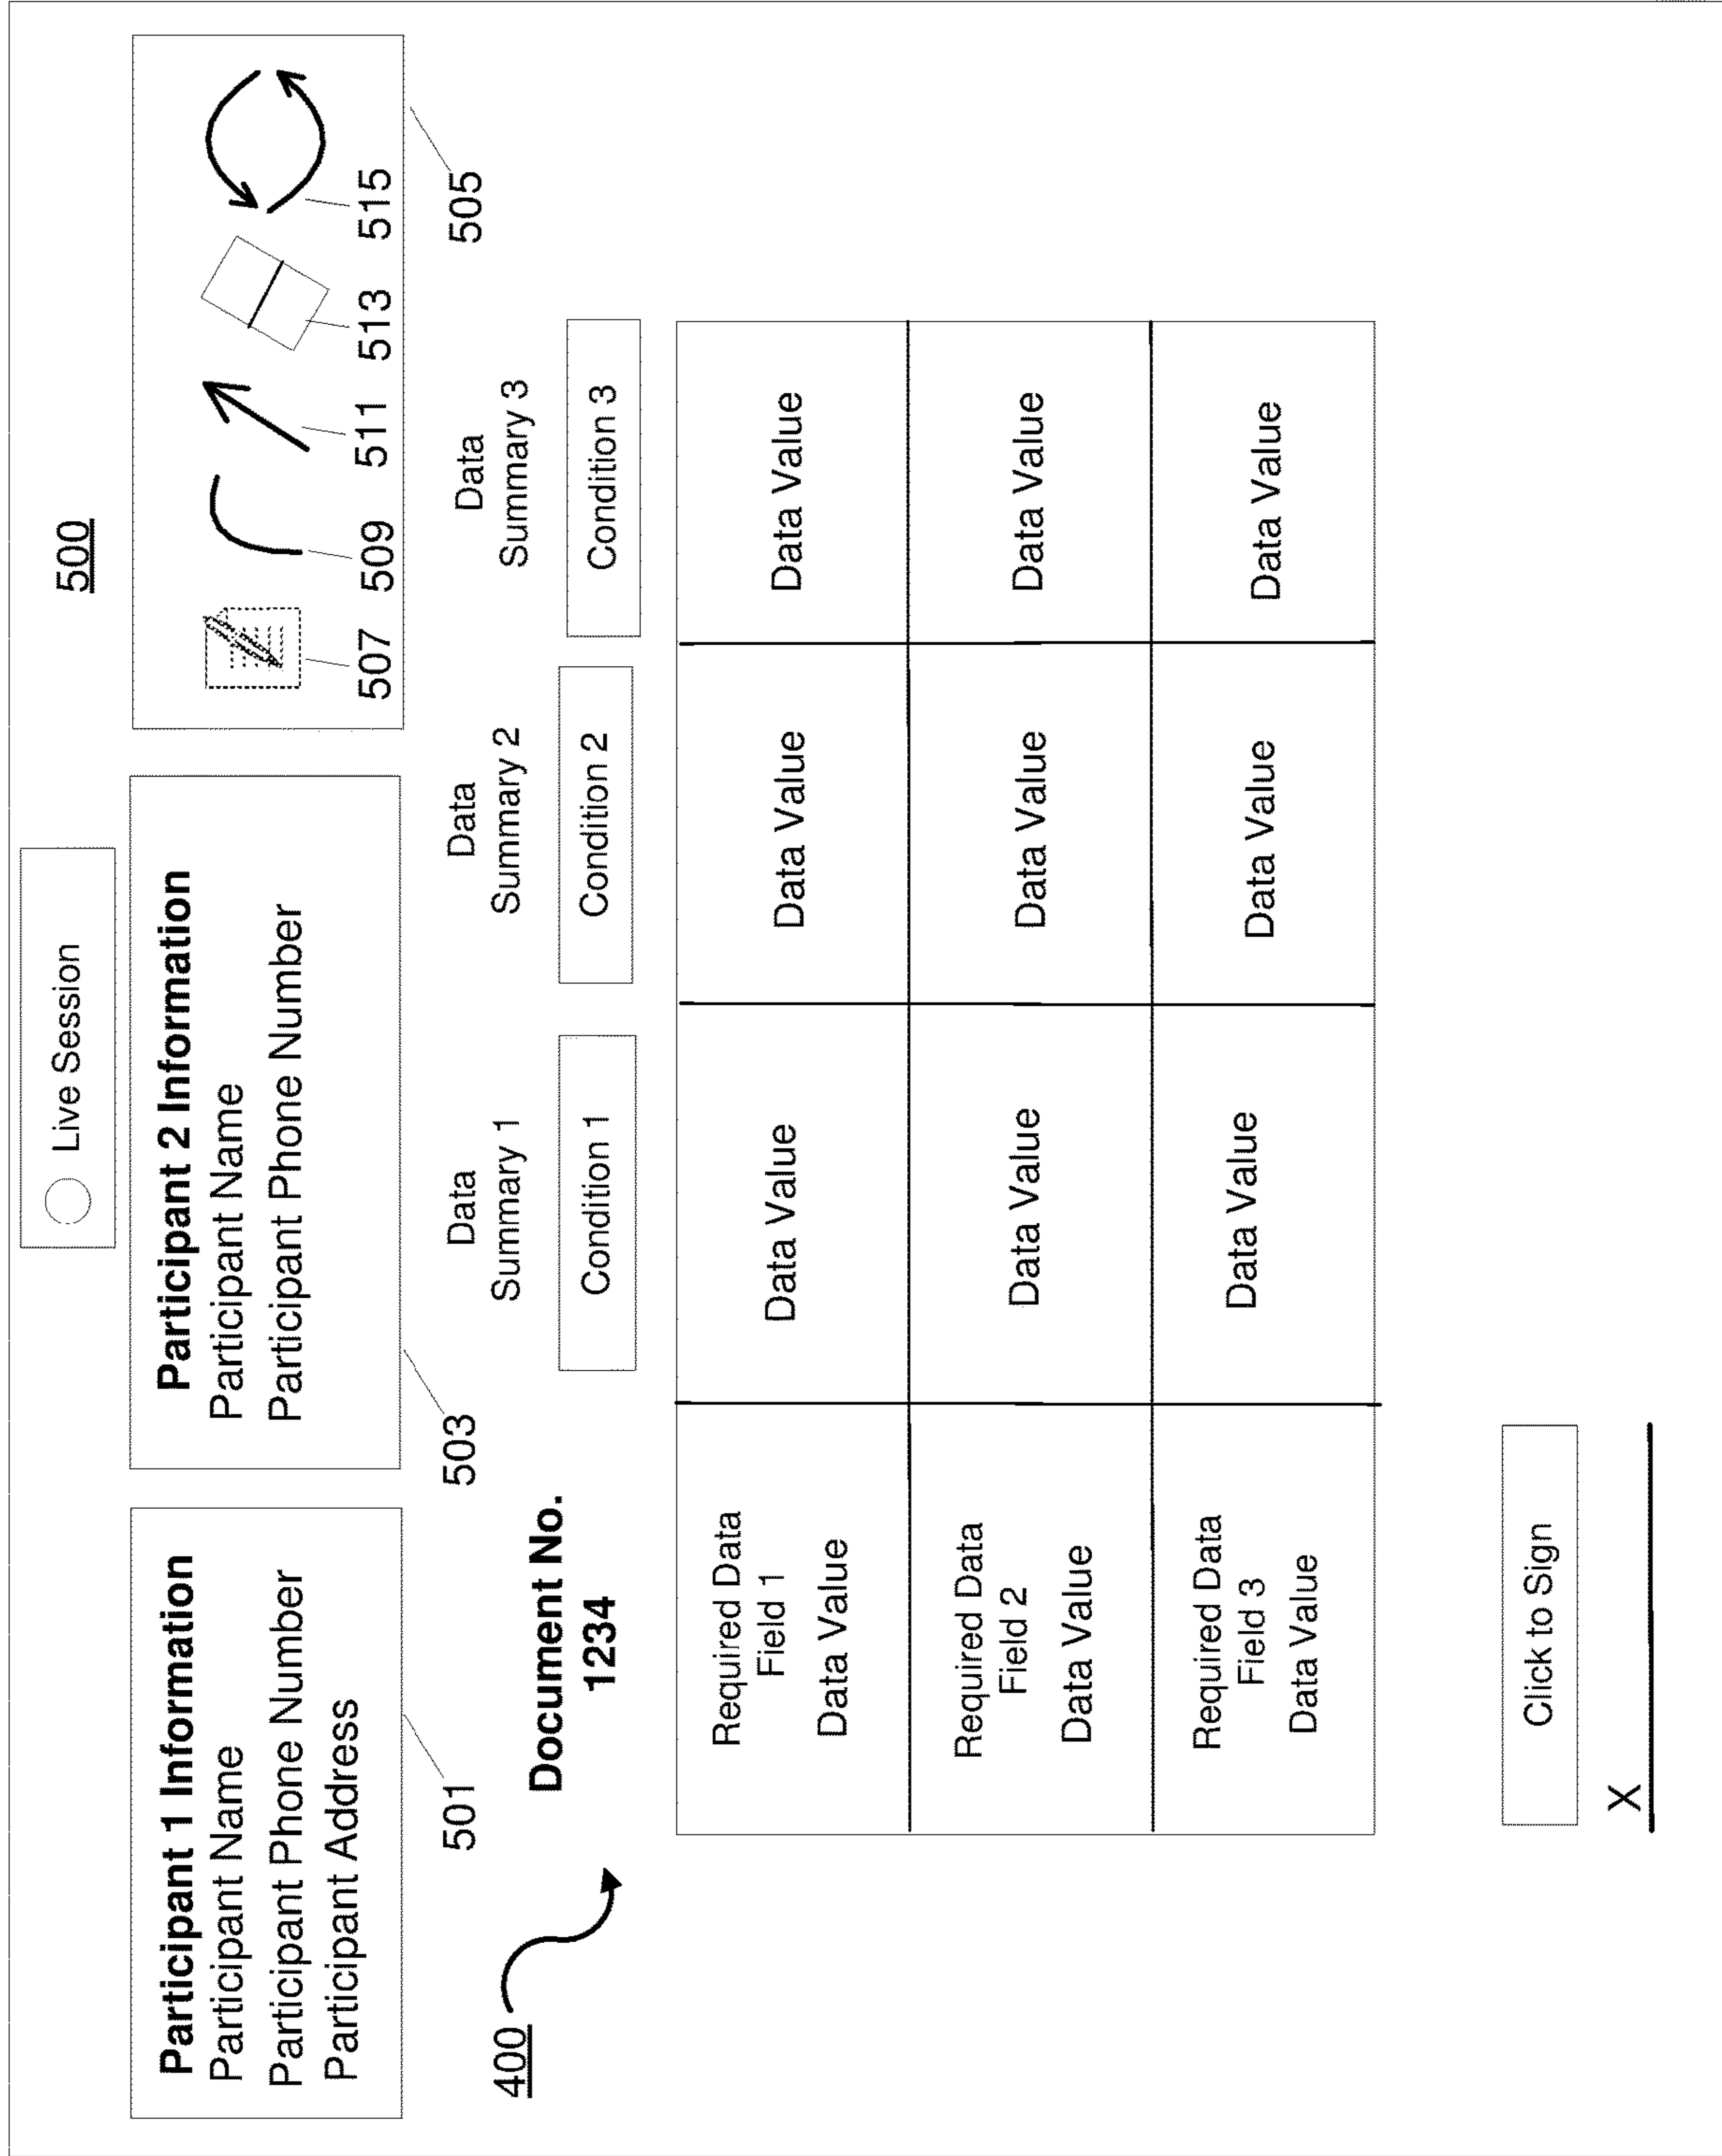 500
Live Session
Participant 1 Information
Participant Name
Participant Phone Number
Participant Address
501
Participant 2 Information
Participant Name
Participant Phone Number
503
507
509
511
513
515
505
400
Document No.
1234
Data
Summary 1
Condition 1
Data
Summary 2
Condition 2
Data
Summary 3
Condition 3
Required Data
Field 1
Data Value
Data Value
Data Value
Data Value
Required Data
Field 2
Data Value
Data Value
Data Value
Data Value
Required Data
Field 3
Data Value
Data Value
Data Value
Data Value
Click to Sign
X